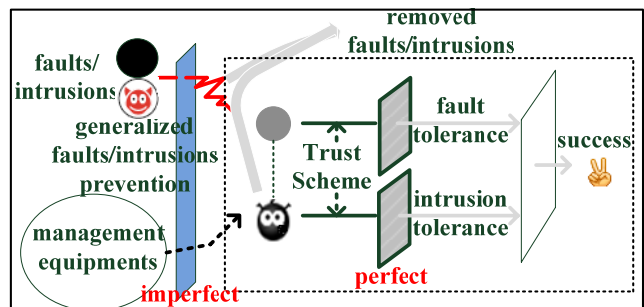 removed
faults/intrusions
faults/
intrusions
generalized
faults/intrusions
prevention
management
equipments
imperfect
Trust
Scheme
fault
tolerance
intrusion
tolerance
perfect
success